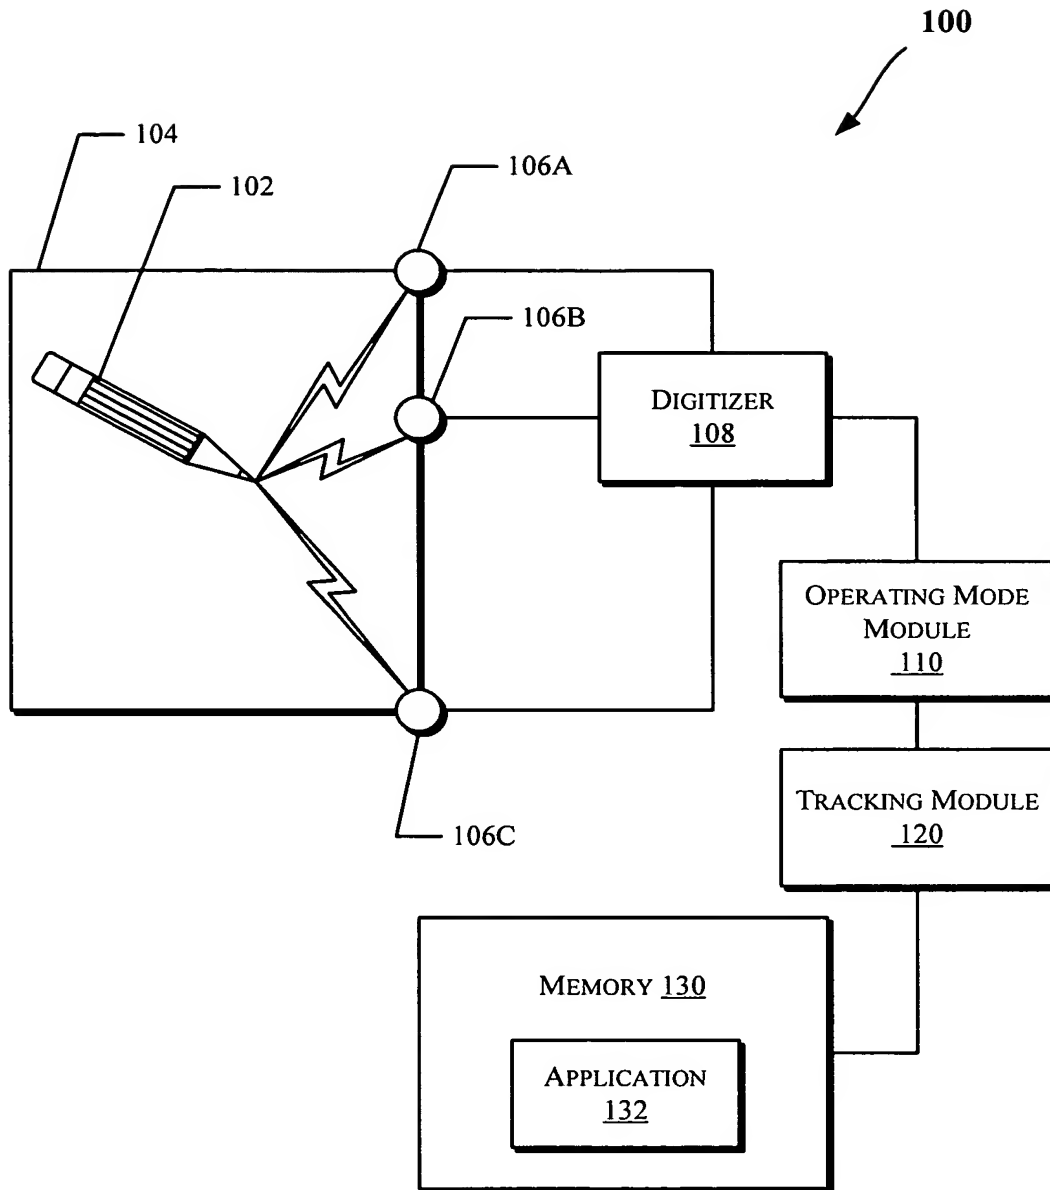 100
104
106A
102
106B
DIGITIZER
108
OPERATING MODE
MODULE
110
TRACKING MODULE
120
106C
MEMORY 130
APPLICATION
132